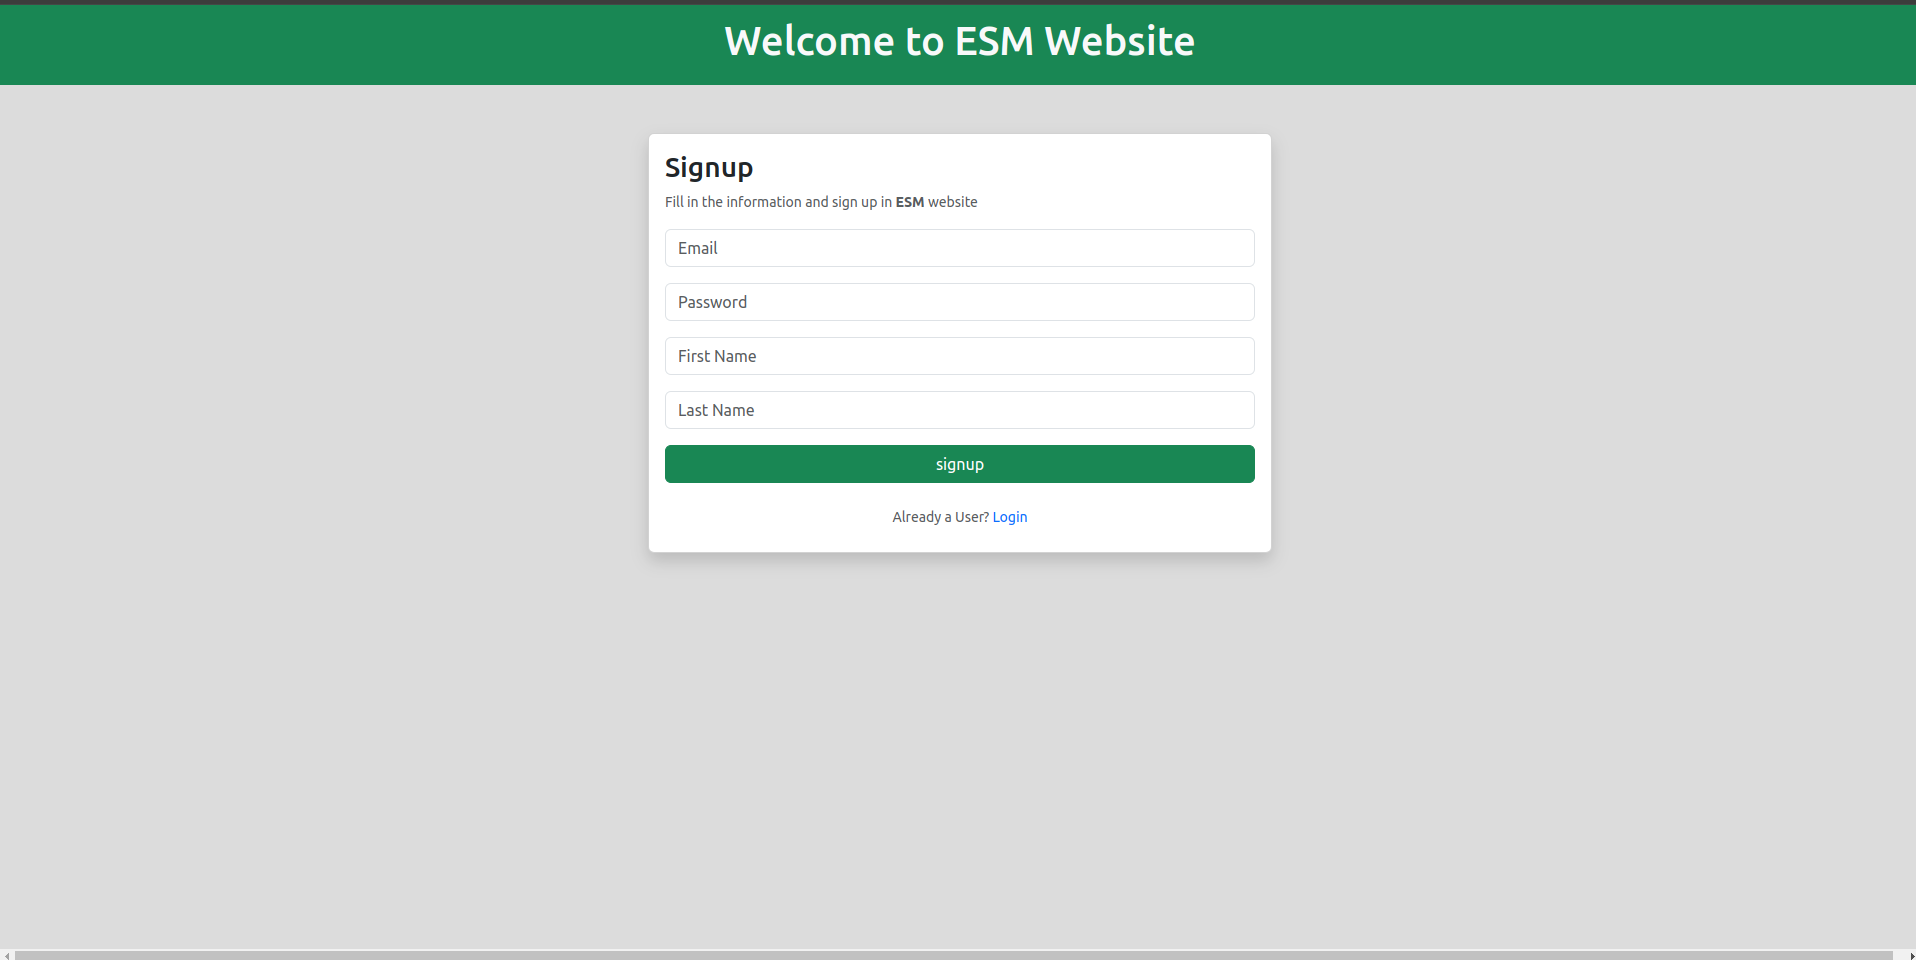 Welcome to ESM Website
Signup
Fill in the information and sign up in ESM website
Email
Password
First Name
Last Name
signup
Already a User? Login